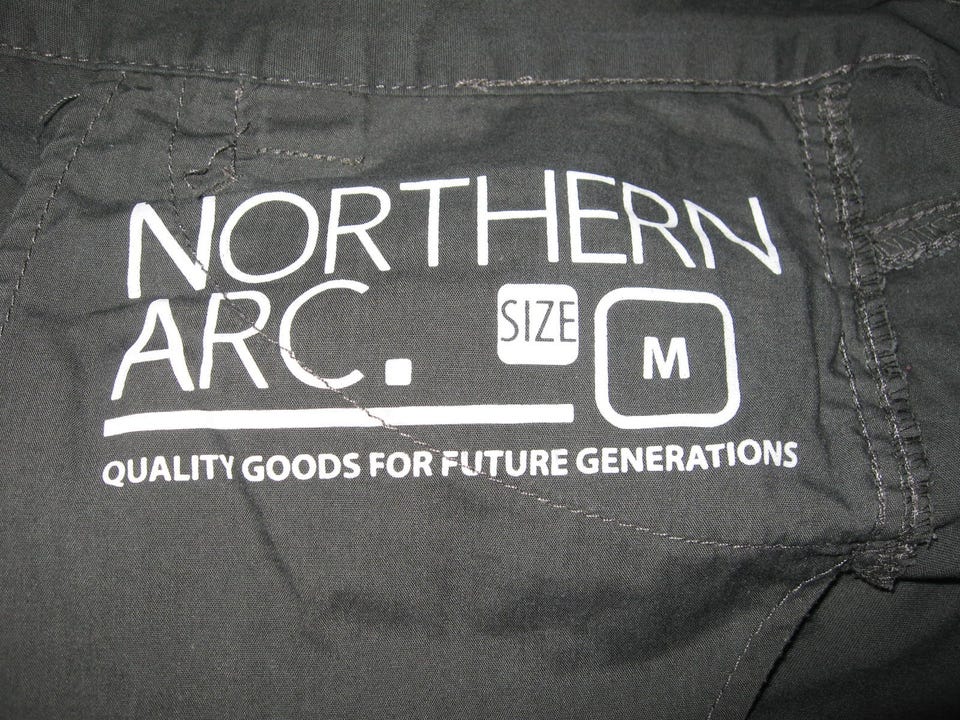 NORTHERN
ARC.
SIZE
M
QUALITY GOODS FOR FUTURE GENERATIONS